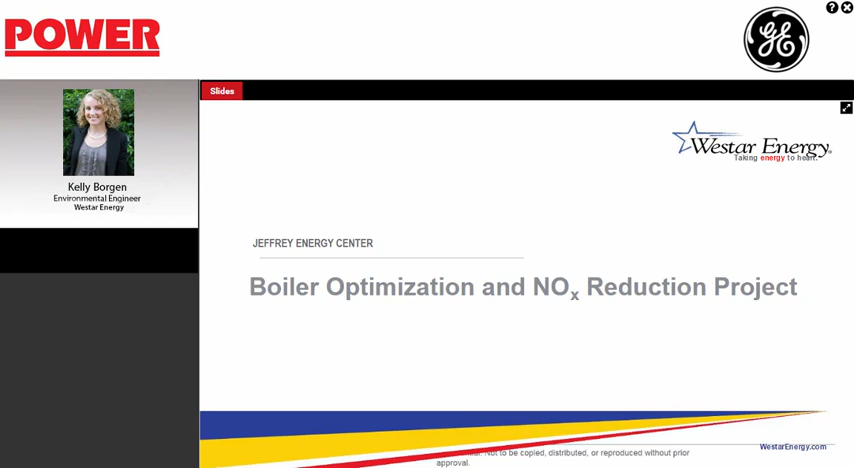 POWER
GE
Slides
Kelly Borgen
Environmental Engineer
Westar Energy
Westar Energy®
Taking energy to heart.
JEFFREY ENERGY CENTER
Boiler Optimization and NOx Reduction Project
WestarEnergy.com
Not to be copied, distributed, or reproduced without prior
approval.